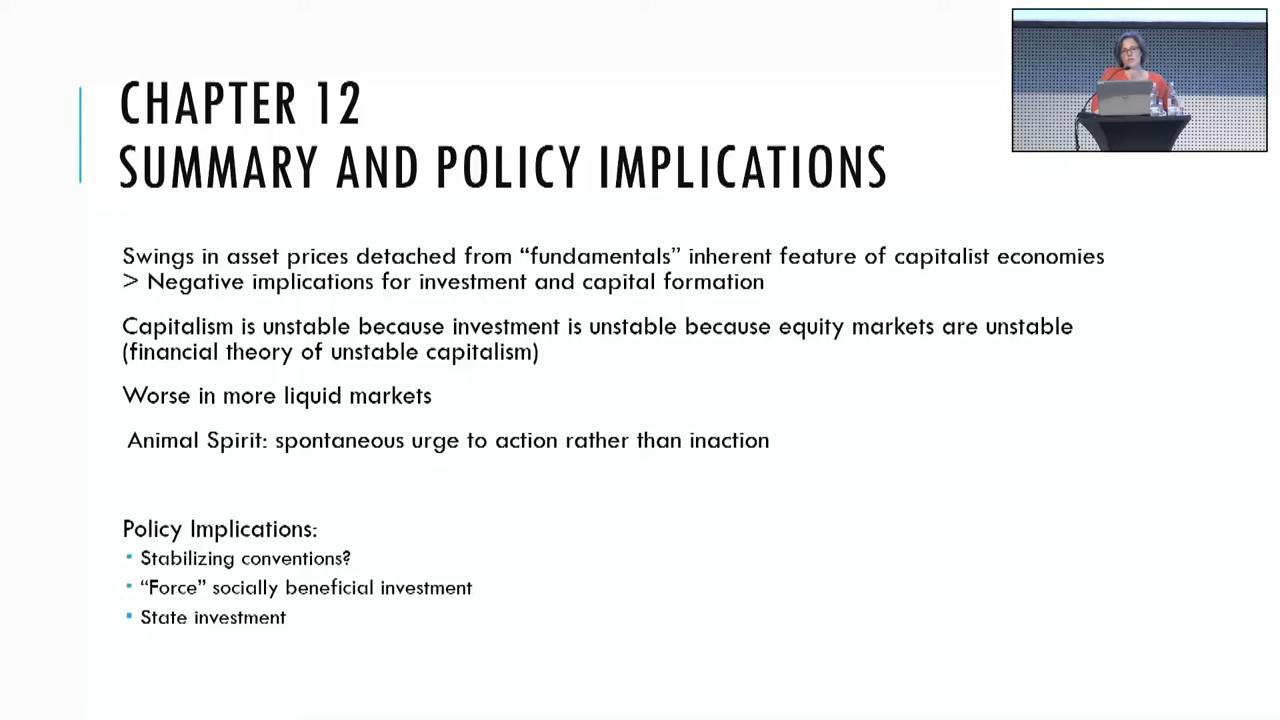 CHAPTER 12
SUMMARY AND POLICY IMPLICATIONS
Swings in asset prices detached from “fundamentals” inherent feature of capitalist economies
> Negative implications for investment and capital formation
Capitalism is unstable because investment is unstable because equity markets are unstable
(financial theory of unstable capitalism)
Worse in more liquid markets
Animal Spirit: spontaneous urge to action rather than inaction
Policy Implications:
▪ Stabilizing conventions?
▪ “Force” socially beneficial investment
▪ State investment